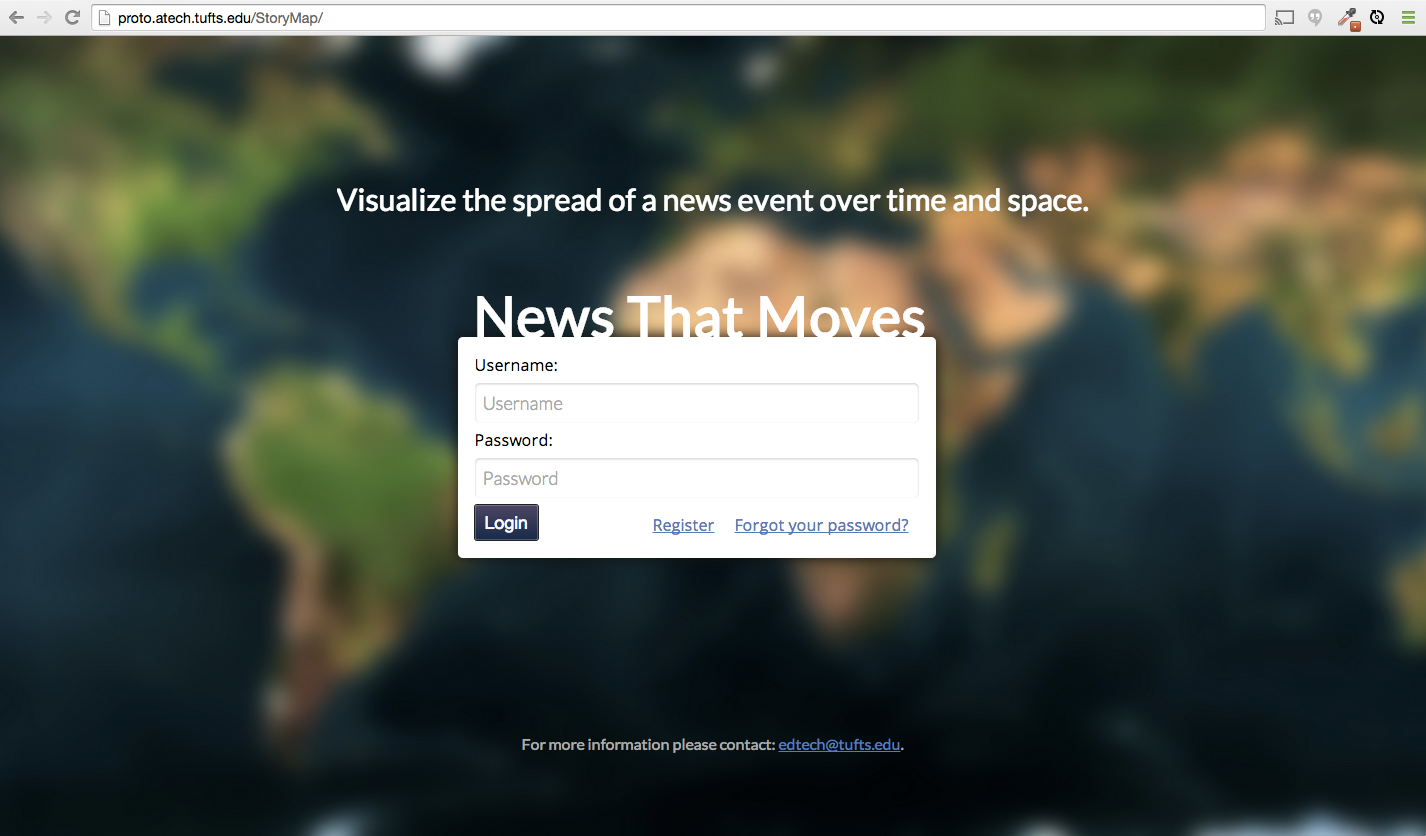 proto.atech.tufts.edu/StoryMap/
Visualize the spread of a news event over time and space.
News That Moves
Username:
Username
Password:
Password
Login Register Forgot your password?
For more information please contact: edtech@tufts.edu.